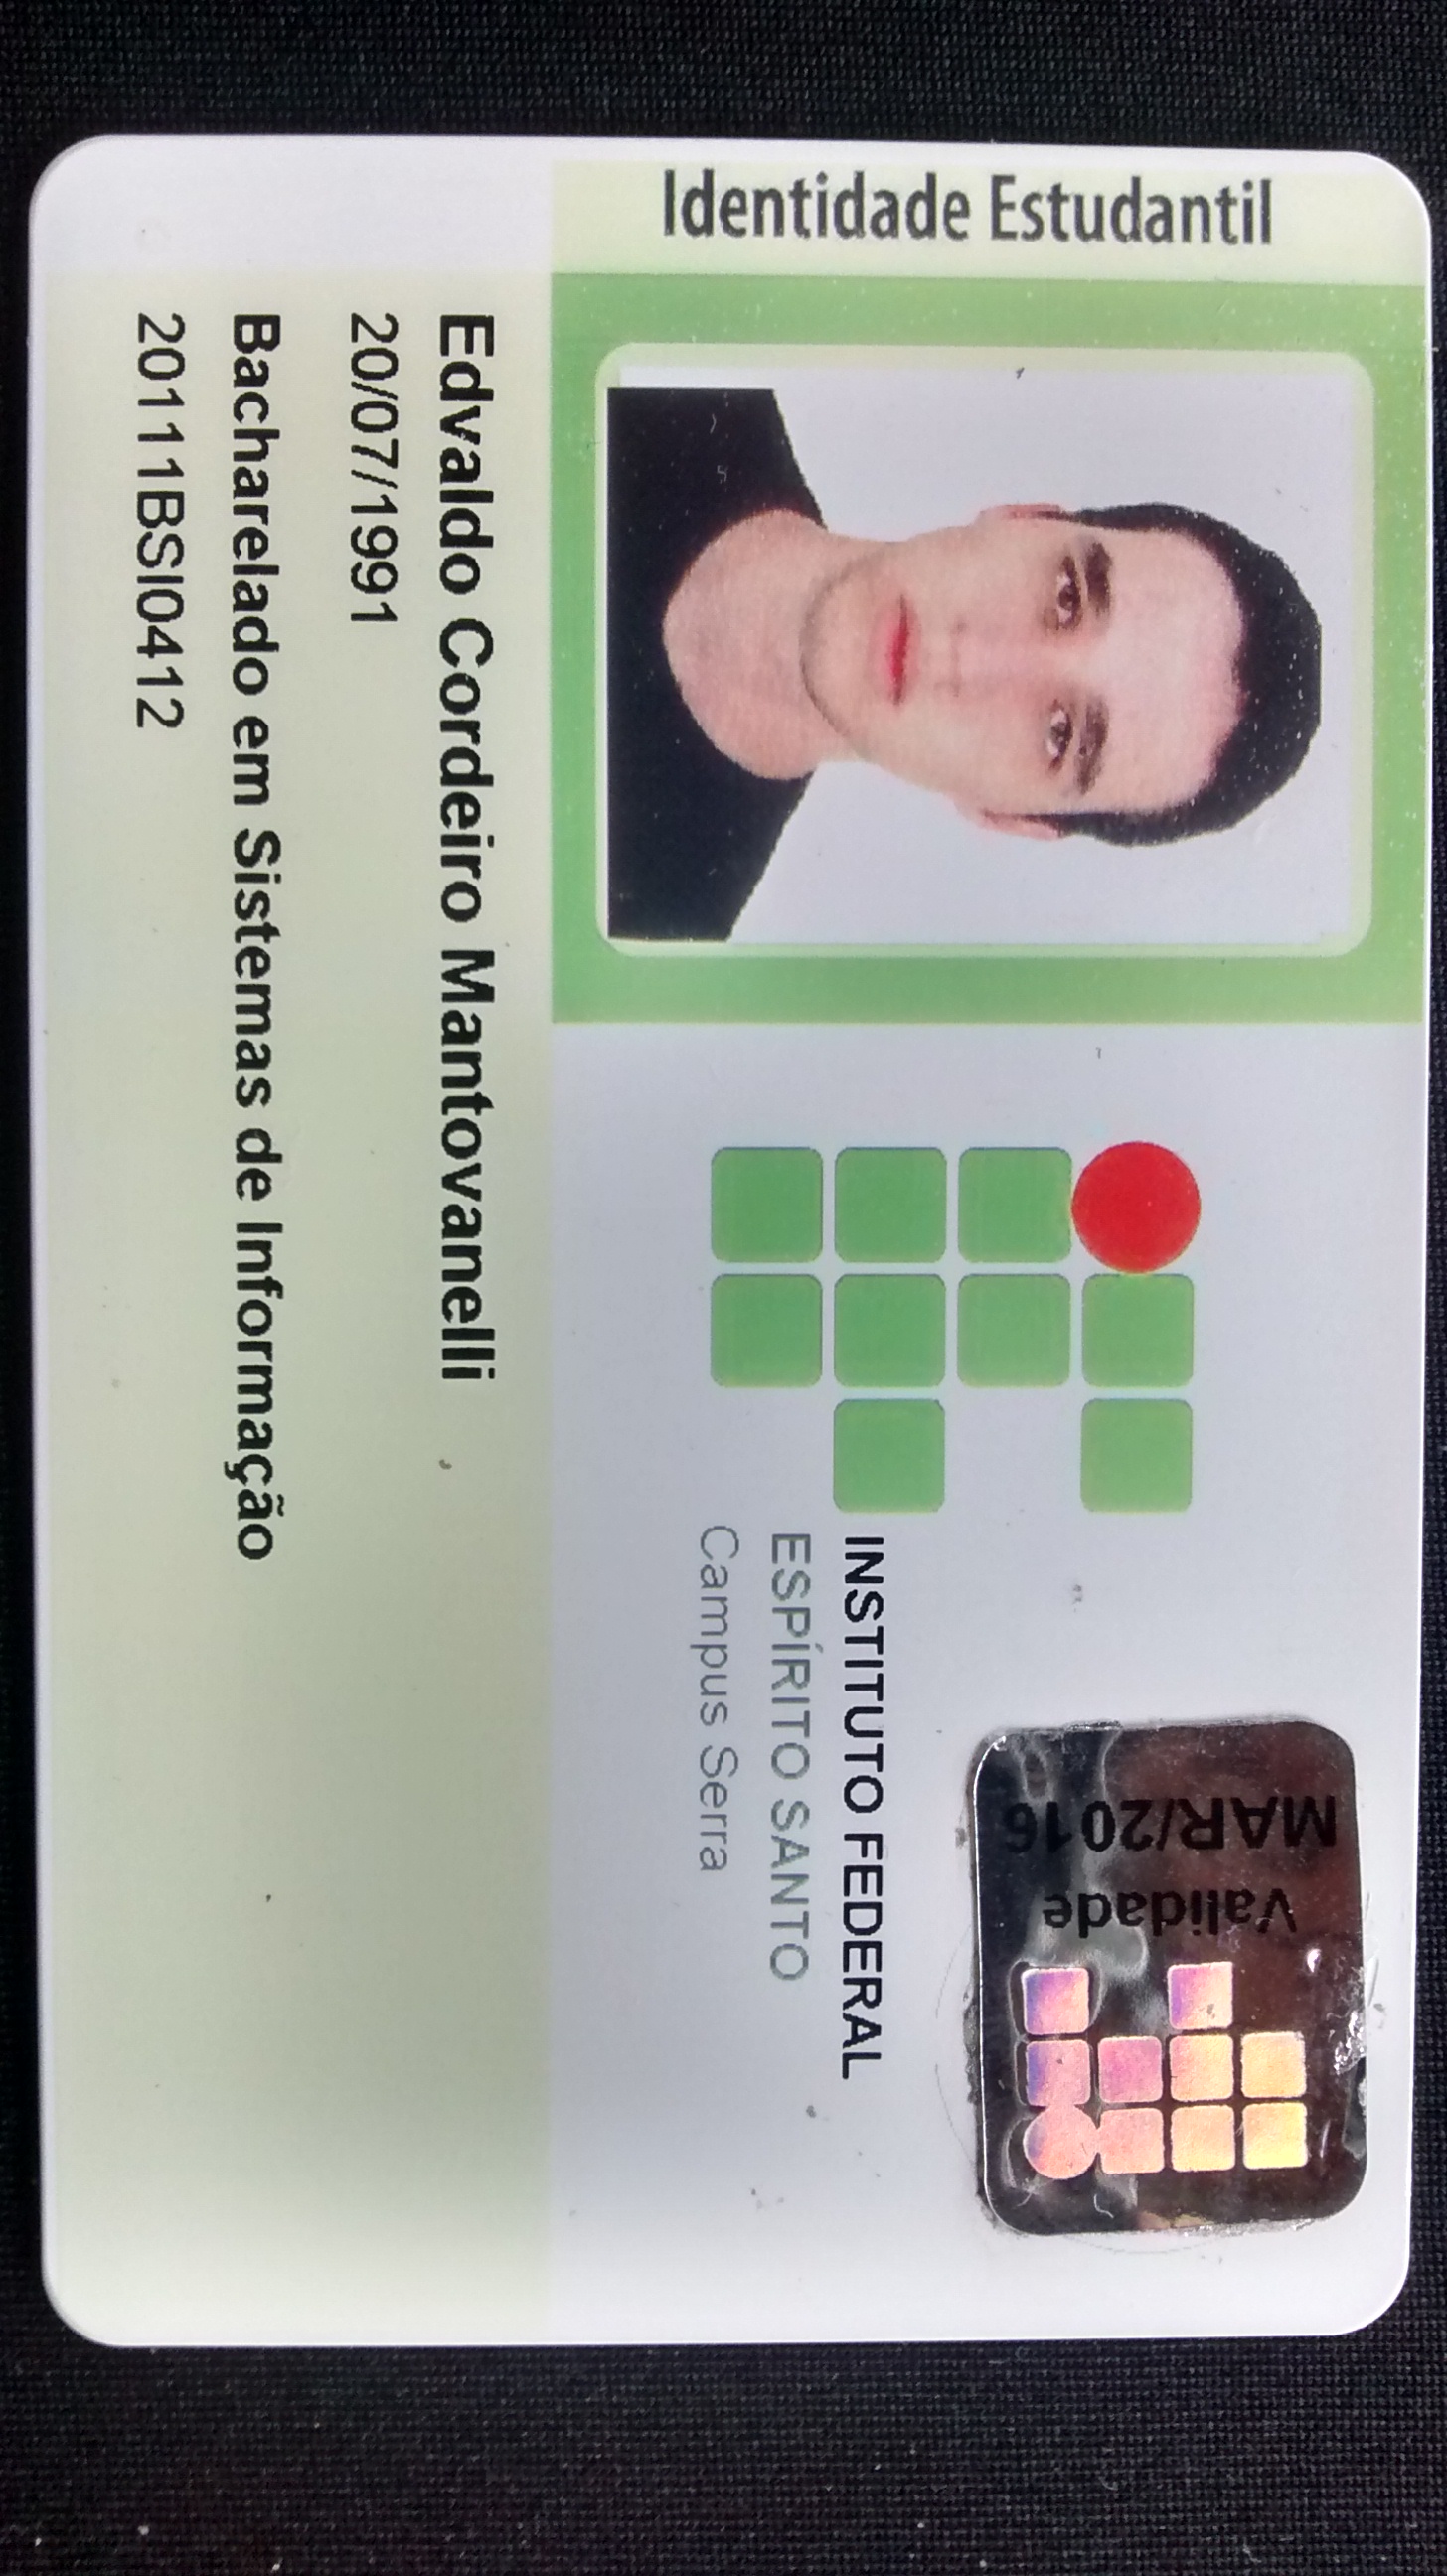 Identidade Estudantil
INSTITUTO FEDERAL
ESPÍRITO SANTO
Campus Serra
Validade
MAR/2016
Edvaldo Cordeiro Mantovanelli
20/07/1991
Bacharelado em Sistemas de Informação
20111BSI0412